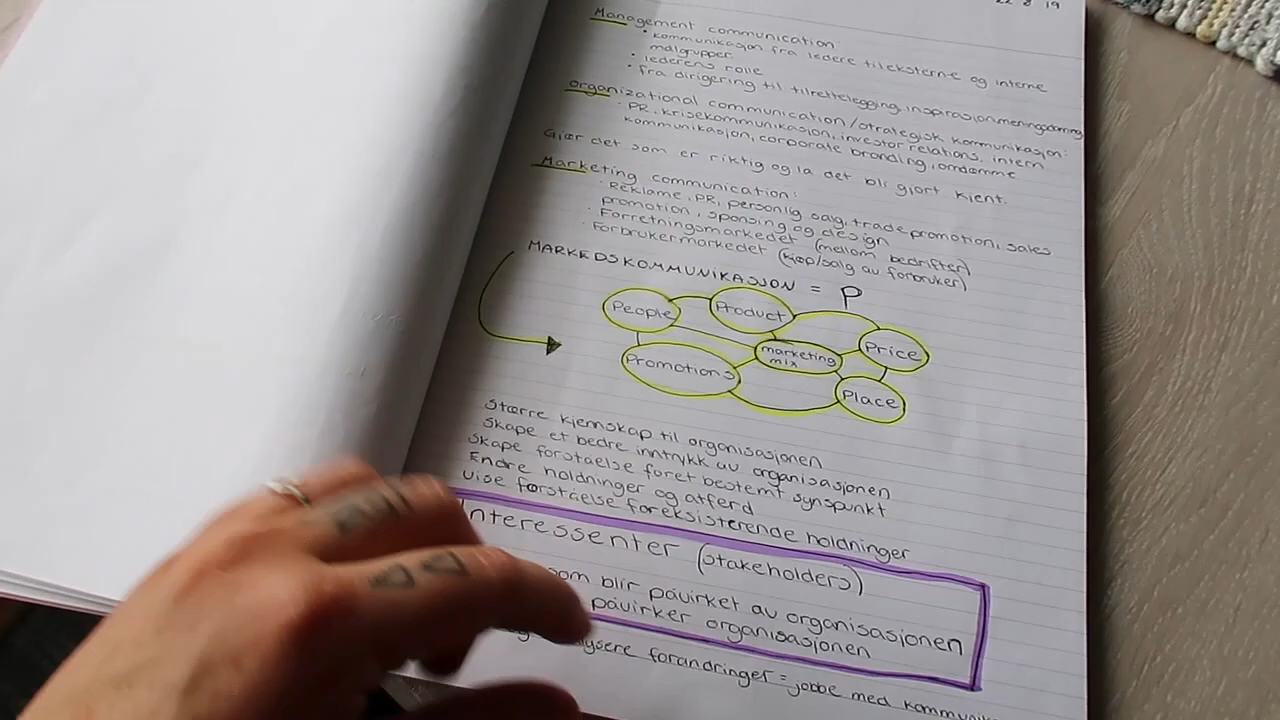 22 8 19
Management communication
• kommunikasjon fra ledere til eksterne og interne
målgrupper.
• lederens rolle
• fra dirigering til tilrettelegging, inspirasjon, meningsdanning
Organizational communication/strategisk kommunikasjon:
• PR, krisekommunikasjon, investor relations, intern
kommunikasjon, corporate branding, omdømme
Gjør det som er riktig og la det bli gjort kjent.
Marketing communication:
• Reklame, PR, personlig salg, trade promotion, sales
promotion, sponsing og design
• Forretningsmarkedet (mellom bedrifter)
• Forbrukermarkedet (kjøp/salg av forbruker)
MARKEDSKOMMUNIKASJON = P
People
Product
Price
marketing
mix
Promotions
Place
Større kjennskap til organisasjonen
Skape et bedre inntrykk av organisasjonen
Skape forståelse for et bestemt synspunkt
Endre holdninger og atferd
Vise forståelse for eksisterende holdninger
Interessenter (stakeholders)
som blir påvirket av organisasjonen
påvirker organisasjonen
forandringer = jobbe med